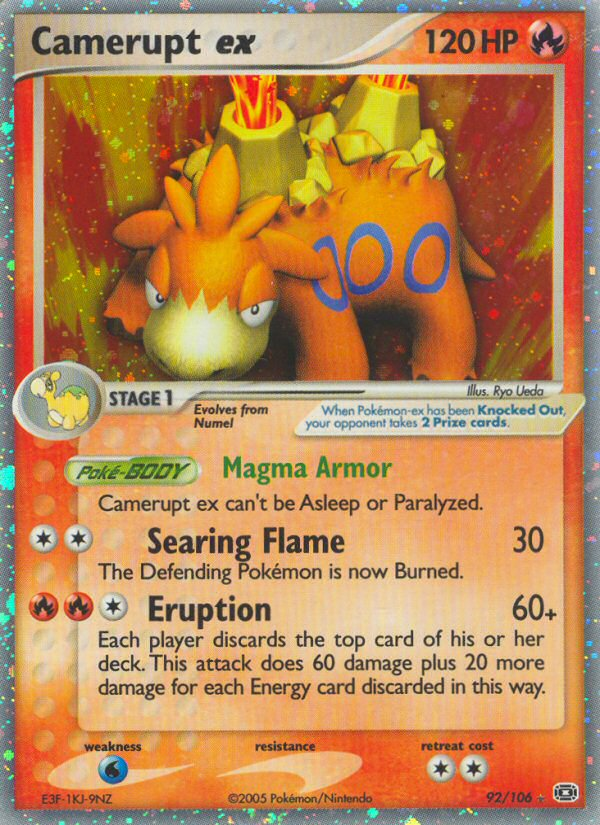 Camerupt ex 120 HP
Illus. Ryo Ueda
STAGE 1
Evolves from
Numel
When Pokémon-ex has been Knocked Out,
your opponent takes 2 Prize cards.
Poké-BODY Magma Armor
Camerupt ex can't be Asleep or Paralyzed.
Searing Flame 30
The Defending Pokémon is now Burned.
Eruption 60+
Each player discards the top card of his or her
deck. This attack does 60 damage plus 20 more
damage for each Energy card discarded in this way.
weakness resistance retreat cost
E3F-1KJ-9NZ ©2005 Pokémon/Nintendo 92/106